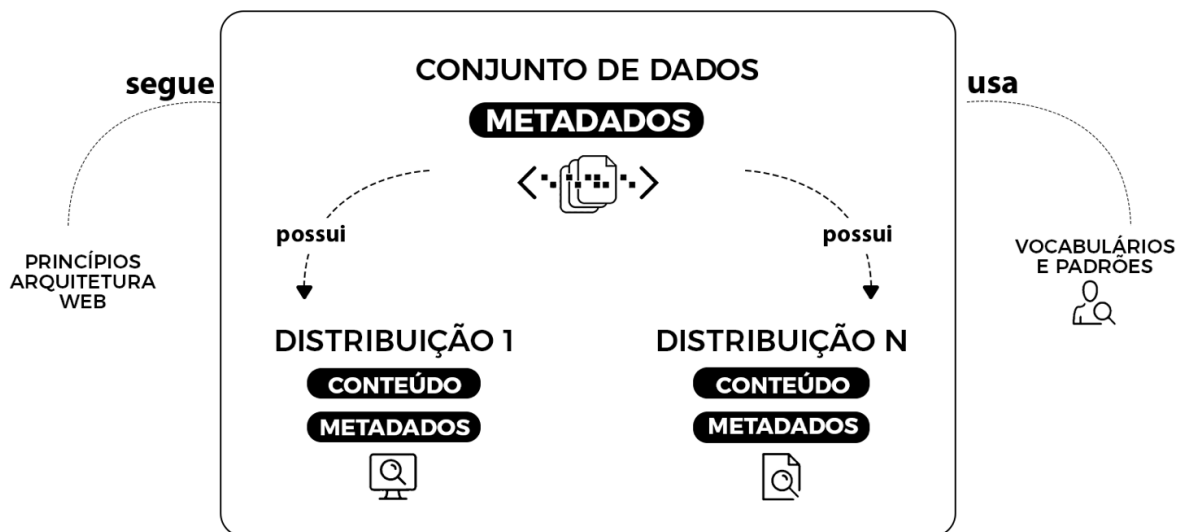 CONJUNTO DE DADOS
METADADOS
segue
usa
possui
possui
PRINCÍPIOS
ARQUITETURA
WEB
VOCABULÁRIOS
E PADRÕES
DISTRIBUIÇÃO 1
CONTEÚDO
METADADOS
DISTRIBUIÇÃO N
CONTEÚDO
METADADOS